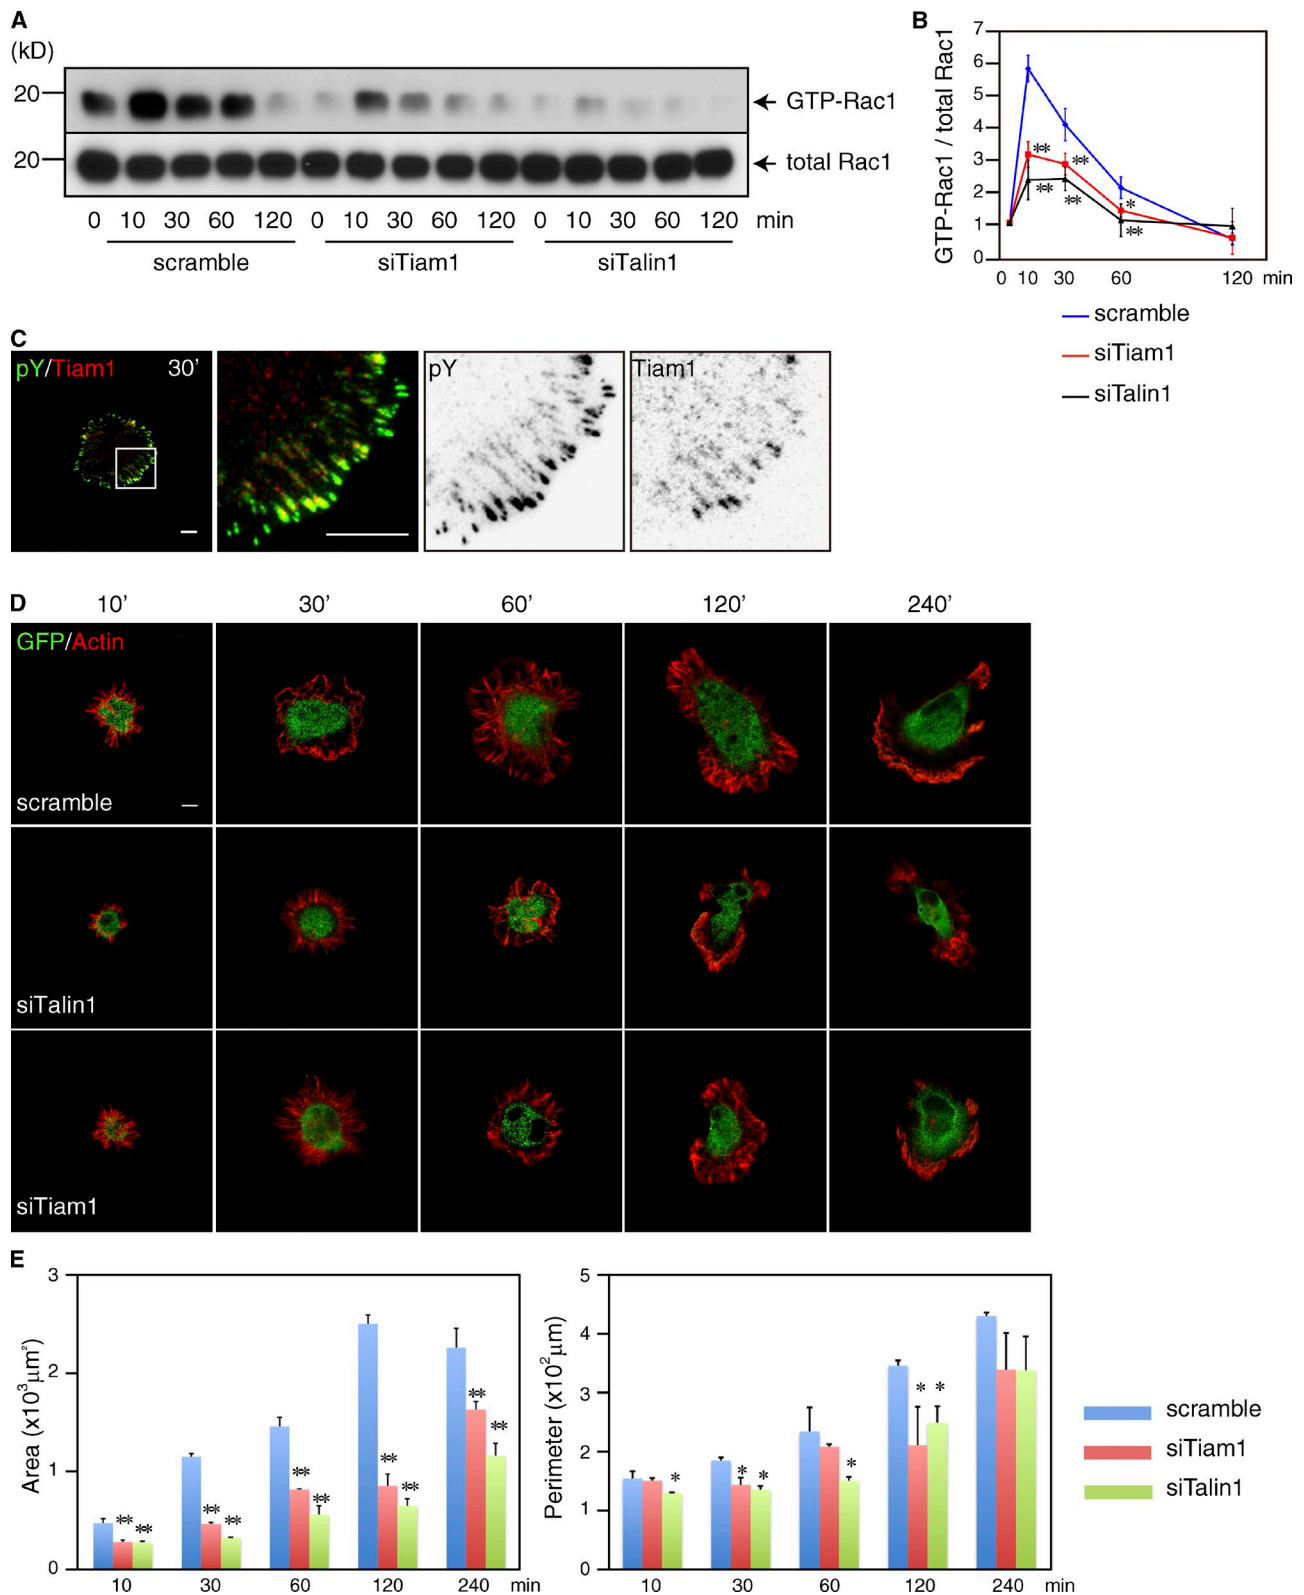 A
(kD)
20
GTP-Rac1
20
total Rac1
0 10 30 60 120 0 10 30 60 120 0 10 30 60 120 min
scramble siTiam1 siTalin1
B
GTP-Rac1 / total Rac1
7
6
5
4
3
2
1
0
** ** *
** ** **
0 10 30 60 120 min
scramble
siTiam1
siTalin1
C
pY/Tiam1 30'
pY
Tiam1
D
10' 30' 60' 120' 240'
GFP/Actin
scramble
siTalin1
siTiam1
E
Area (x10³μm²)
3
2
1
0
** ** ** ** ** ** ** ** ** **
10 30 60 120 240 min
Perimeter (x10²μm)
5
4
3
2
1
0
* * * * * *
10 30 60 120 240 min
scramble
siTiam1
siTalin1